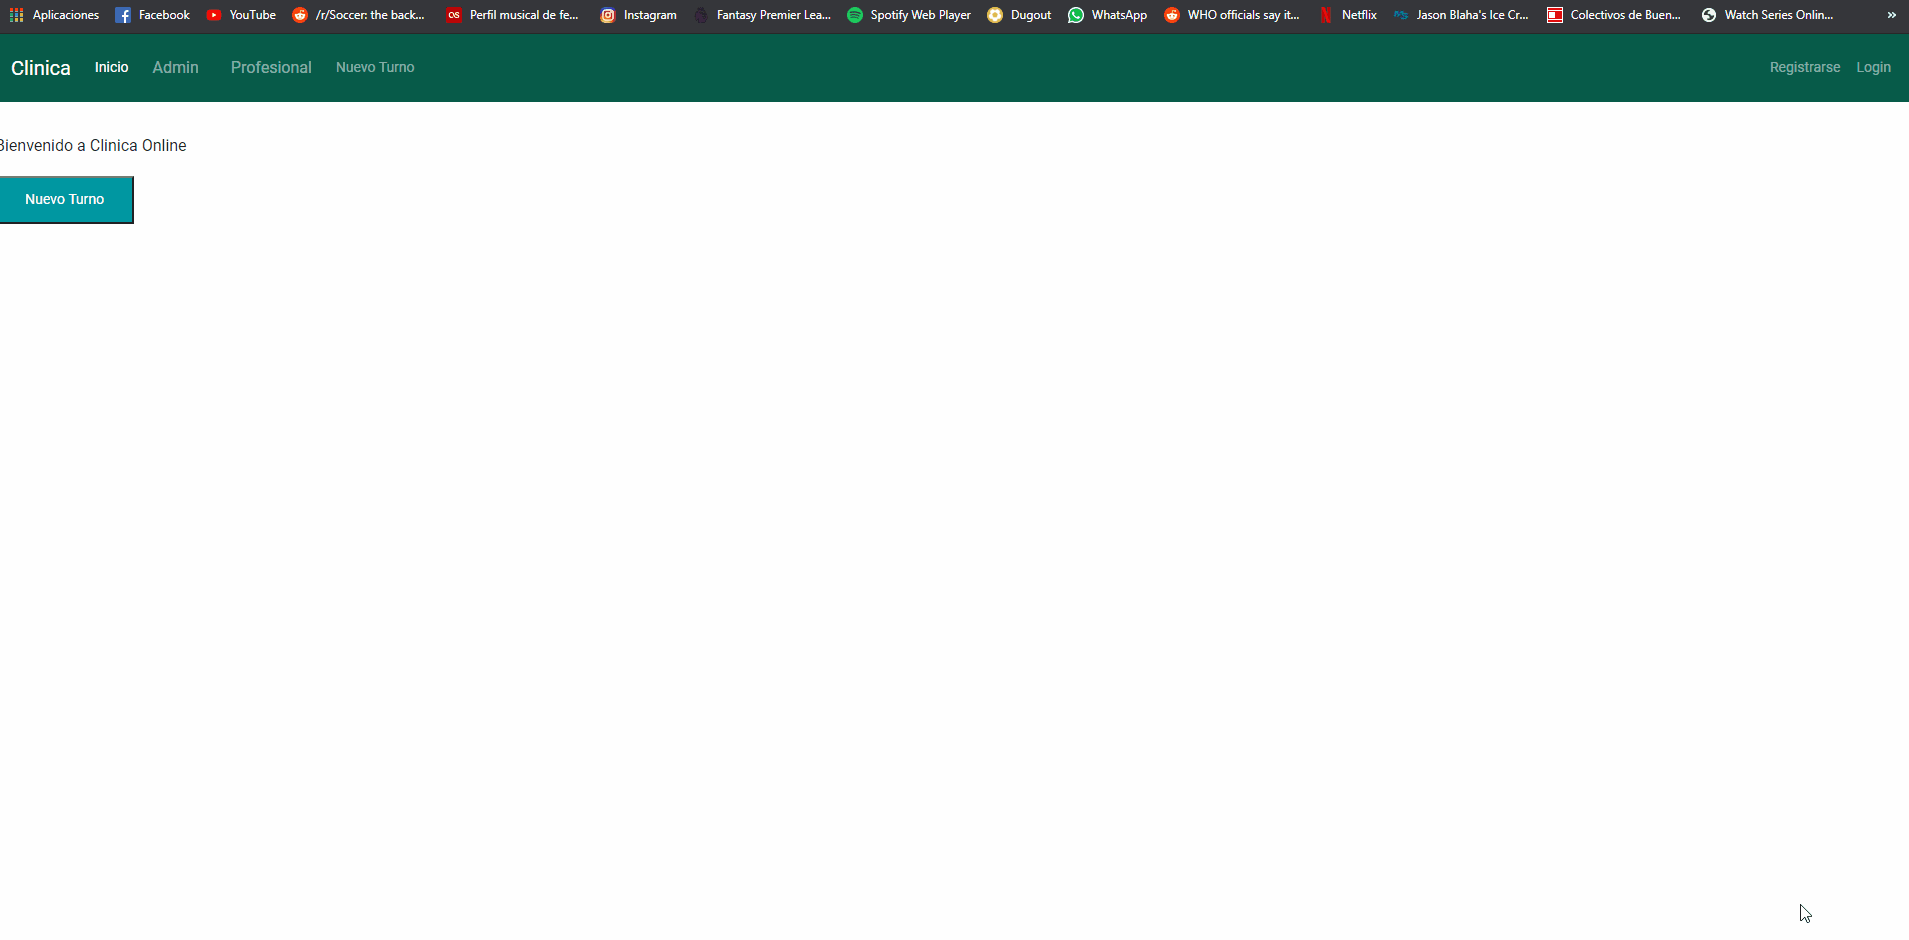 Aplicaciones Facebook YouTube /r/Soccer: the back... Perfil musical de fe... Instagram Fantasy Premier Lea... Spotify Web Player Dugout WhatsApp WHO officials say it... Netflix Jason Blaha's Ice Cr... Colectivos de Buen... Watch Series Onlin... »
Clinica Inicio Admin Profesional Nuevo Turno Registrarse Login
Bienvenido a Clinica Online
Nuevo Turno